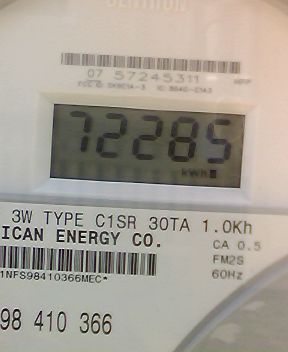 07 57245311
72285
kWh
3W TYPE C1SR 30TA 1.0Kh
ICAN ENERGY CO.
CA 0.5
FM2S
60Hz
1NFS98410366MEC*
98 410 366